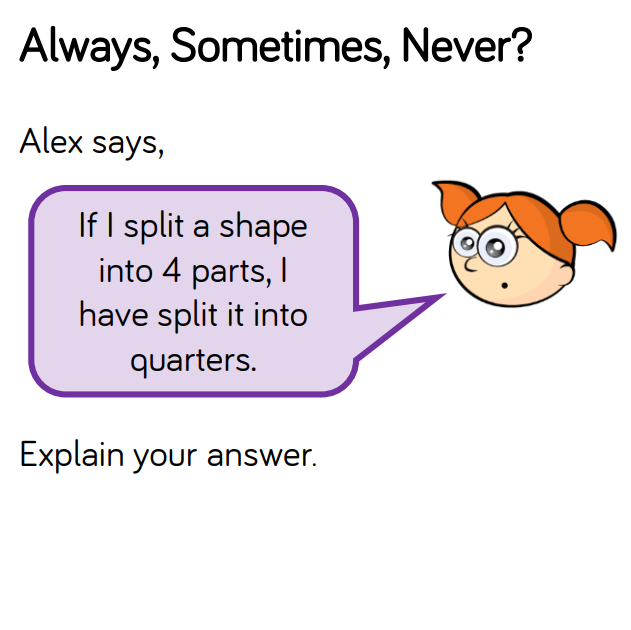 Always, Sometimes, Never?
Alex says,
If I split a shape
into 4 parts, I
have split it into
quarters.
Explain your answer.